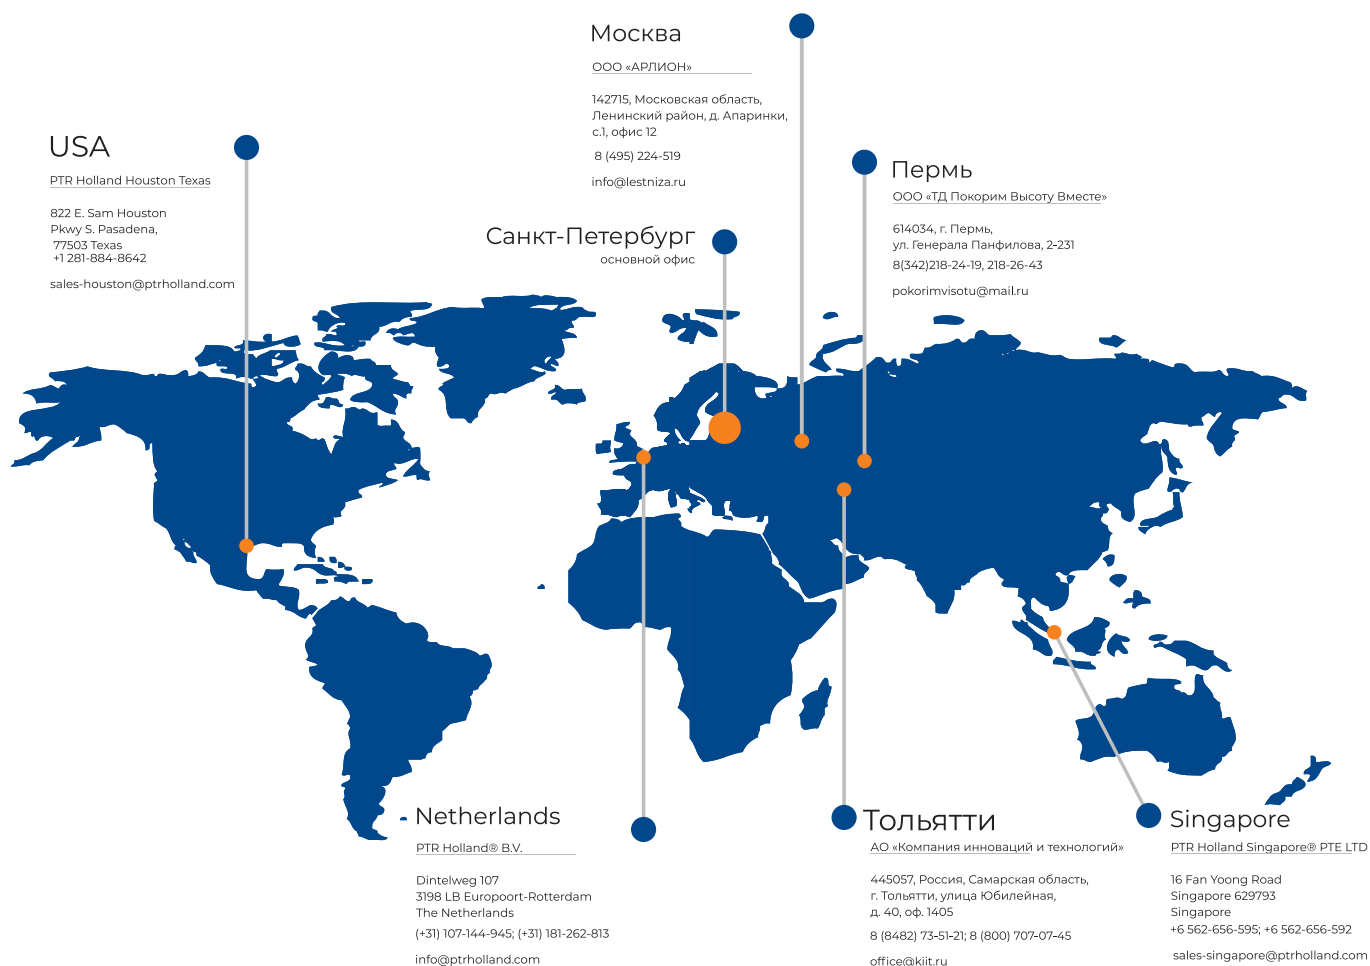 Москва
ООО «АРЛИОН»
142715, Московская область,
Ленинский район, д. Апаринки,
с.1, офис 12
8 (495) 224-519
info@lestniza.ru
USA
PTR Holland Houston Texas
822 E. Sam Houston
Pkwy S. Pasadena,
77503 Texas
+1 281-884-8642
sales-houston@ptrholland.com
Пермь
ООО «ТД Покорим Высоту Вместе»
614034, г. Пермь,
ул. Генерала Панфилова, 2-231
8(342)218-24-19, 218-26-43
pokorimvisotu@mail.ru
Санкт-Петербург
основной офис
Netherlands
PTR Holland® B.V.
Dintelweg 107
3198 LB Europoort-Rotterdam
The Netherlands
(+31) 107-144-945; (+31) 181-262-813
info@ptrholland.com
Тольятти
АО «Компания инноваций и технологий»
445057, Россия, Самарская область,
г. Тольятти, улица Юбилейная,
д. 40, оф. 1405
8 (8482) 73-51-21; 8 (800) 707-07-45
office@kiit.ru
Singapore
PTR Holland Singapore® PTE LTD
16 Fan Yoong Road
Singapore 629793
Singapore
+6 562-656-595; +6 562-656-592
sales-singapore@ptrholland.com